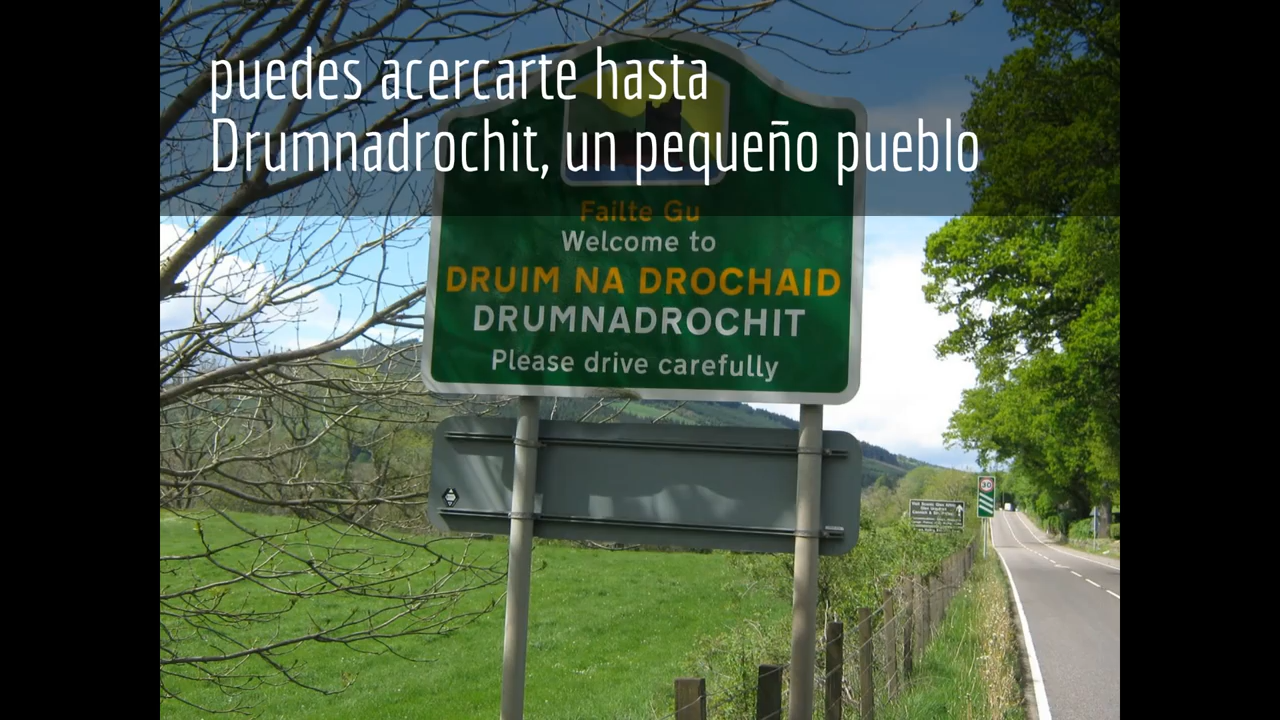 puedes acercarte hasta
Drumnadrochit, un pequeño pueblo
Failte Gu
Welcome to
DRUIM NA DROCHAID
DRUMNADROCHIT
Please drive carefully
30